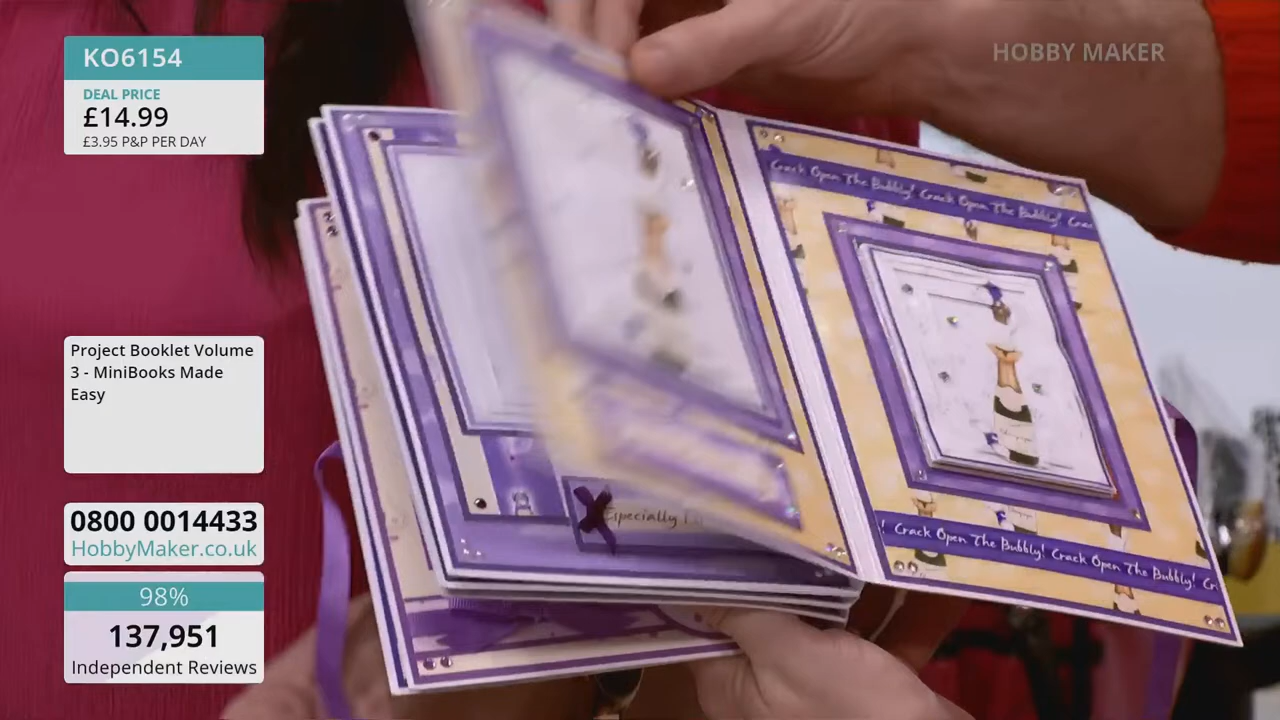 KO6154
DEAL PRICE
£14.99
£3.95 P&P PER DAY
HOBBY MAKER
Project Booklet Volume
3 - MiniBooks Made
Easy
0800 0014433
HobbyMaker.co.uk
98%
137,951
Independent Reviews
Crack Open The Bubbly! Crack Open The Bubbly!
Especially
! Crack Open The Bubbly! Crack Open The Bubbly!